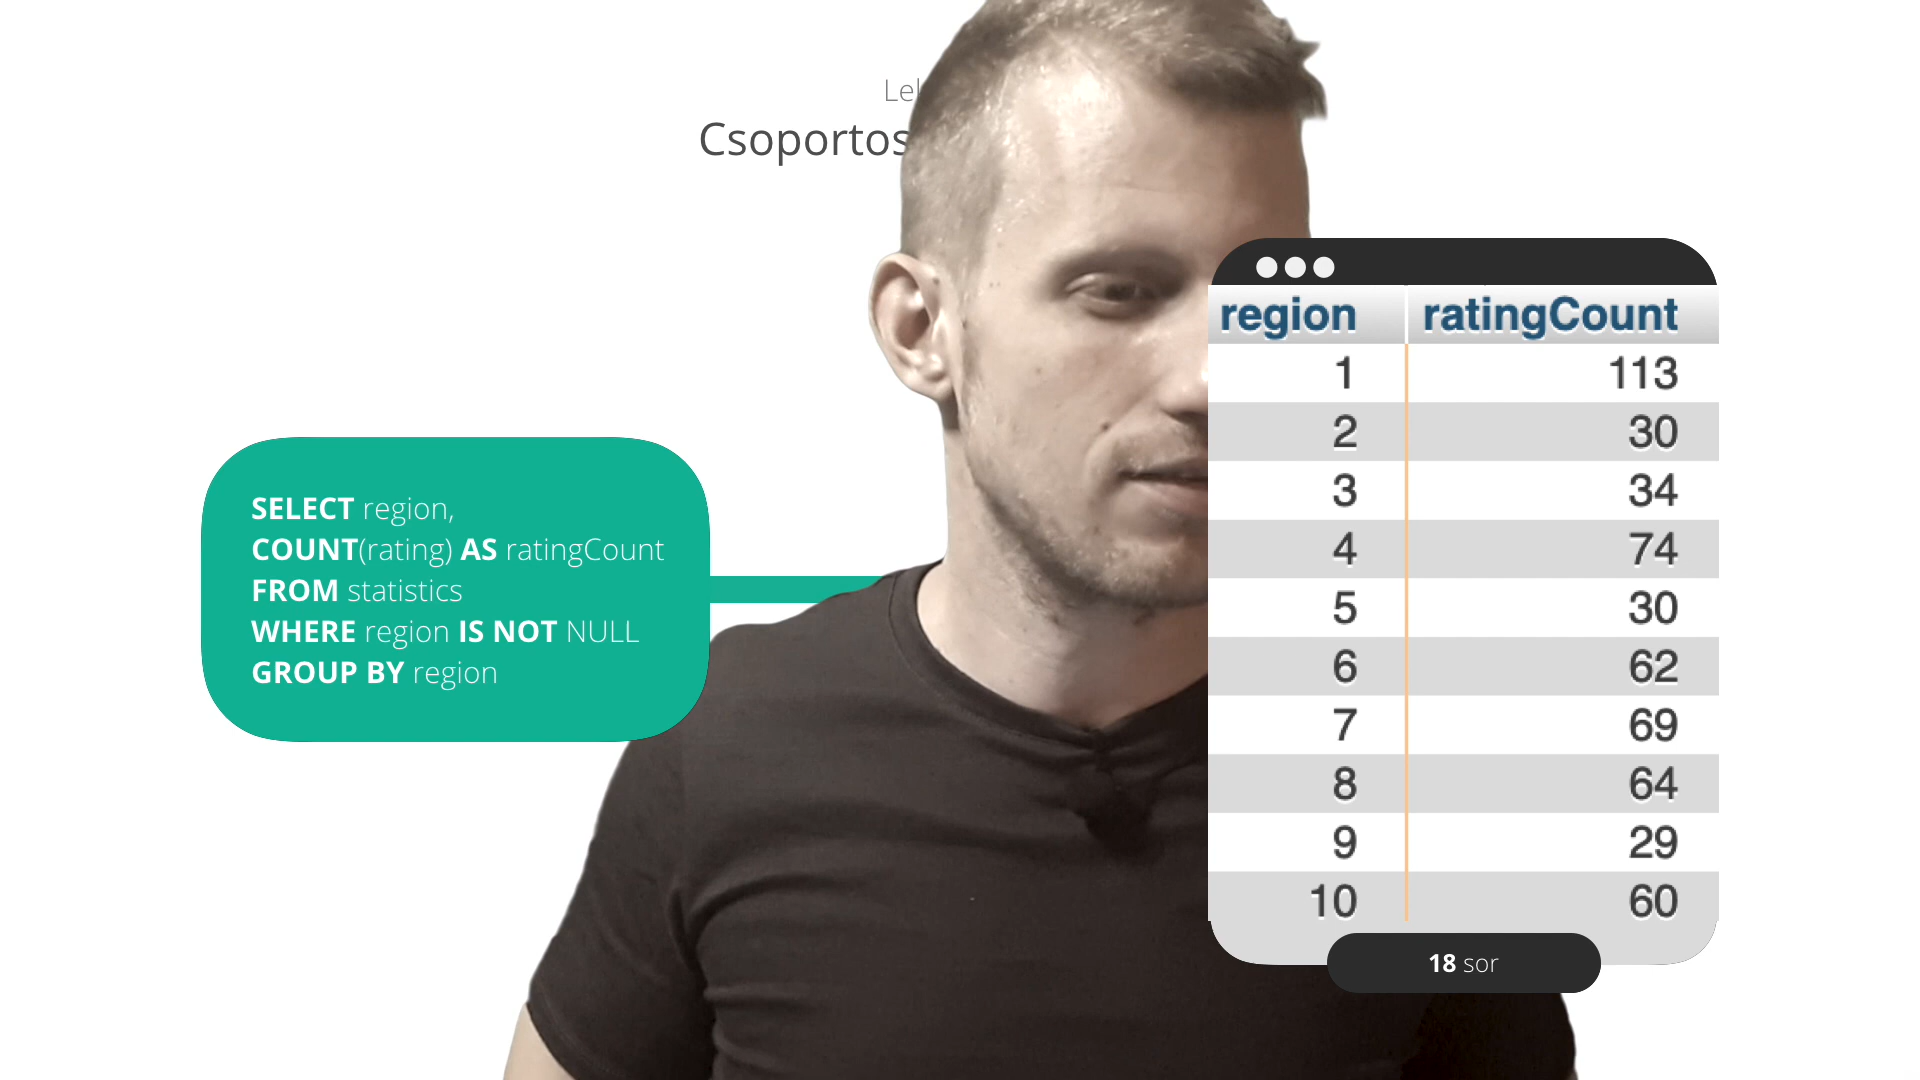 SELECT region,
COUNT(rating) AS ratingCount
FROM statistics
WHERE region IS NOT NULL
GROUP BY region
region ratingCount
1 113
2 30
3 34
4 74
5 30
6 62
7 69
8 64
9 29
10 60
18 sor